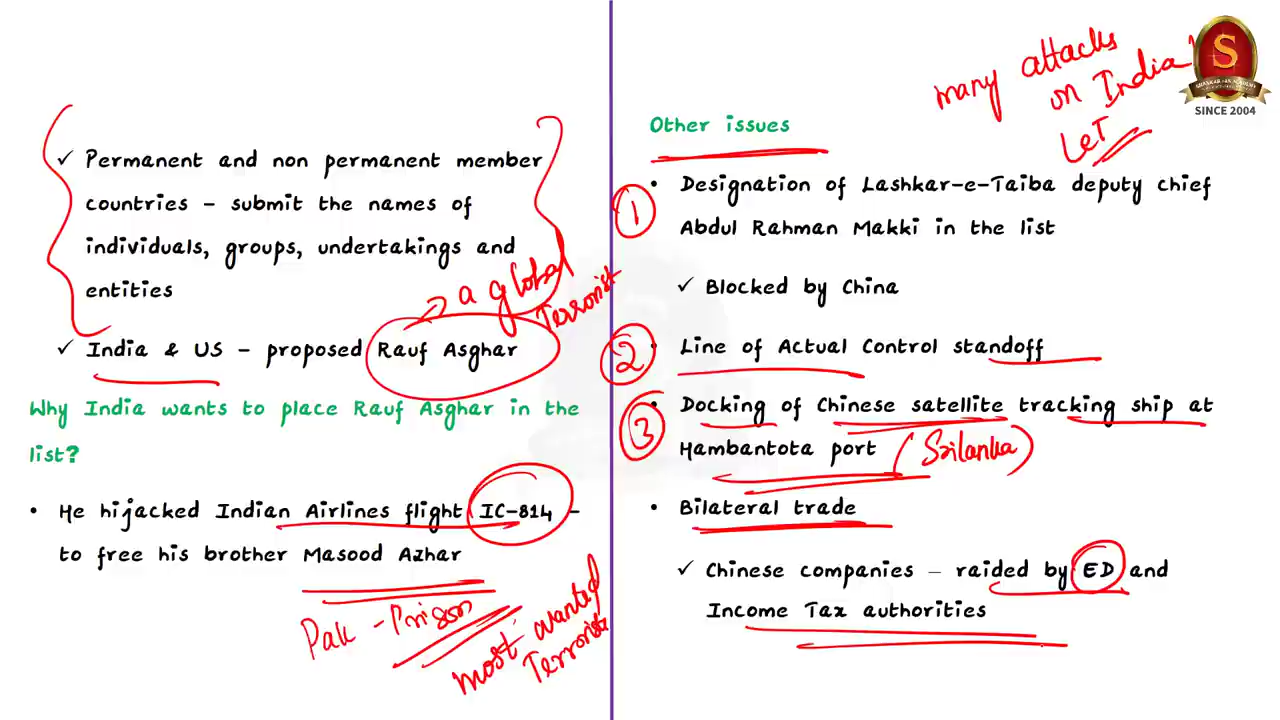 ✓ Permanent and non permanent member
countries – submit the names of
individuals, groups, undertakings and
entities
→ a global
Terrorist
✓ India & US – proposed Rauf Asghar
Why India wants to place Rauf Asghar in the
list?
• He hijacked Indian Airlines flight IC-814 –
to free his brother Masood Azhar
Pak - Prison
most wanted
Terrorist
many attacks
on India
LeT
S
SINCE 2004
Other issues
① • Designation of Lashkar-e-Taiba deputy chief
Abdul Rahman Makki in the list
✓ Blocked by China
② • Line of Actual Control standoff
③ • Docking of Chinese satellite tracking ship at
Hambantota port (Srilanka)
• Bilateral trade
✓ Chinese companies – raided by ED and
Income Tax authorities